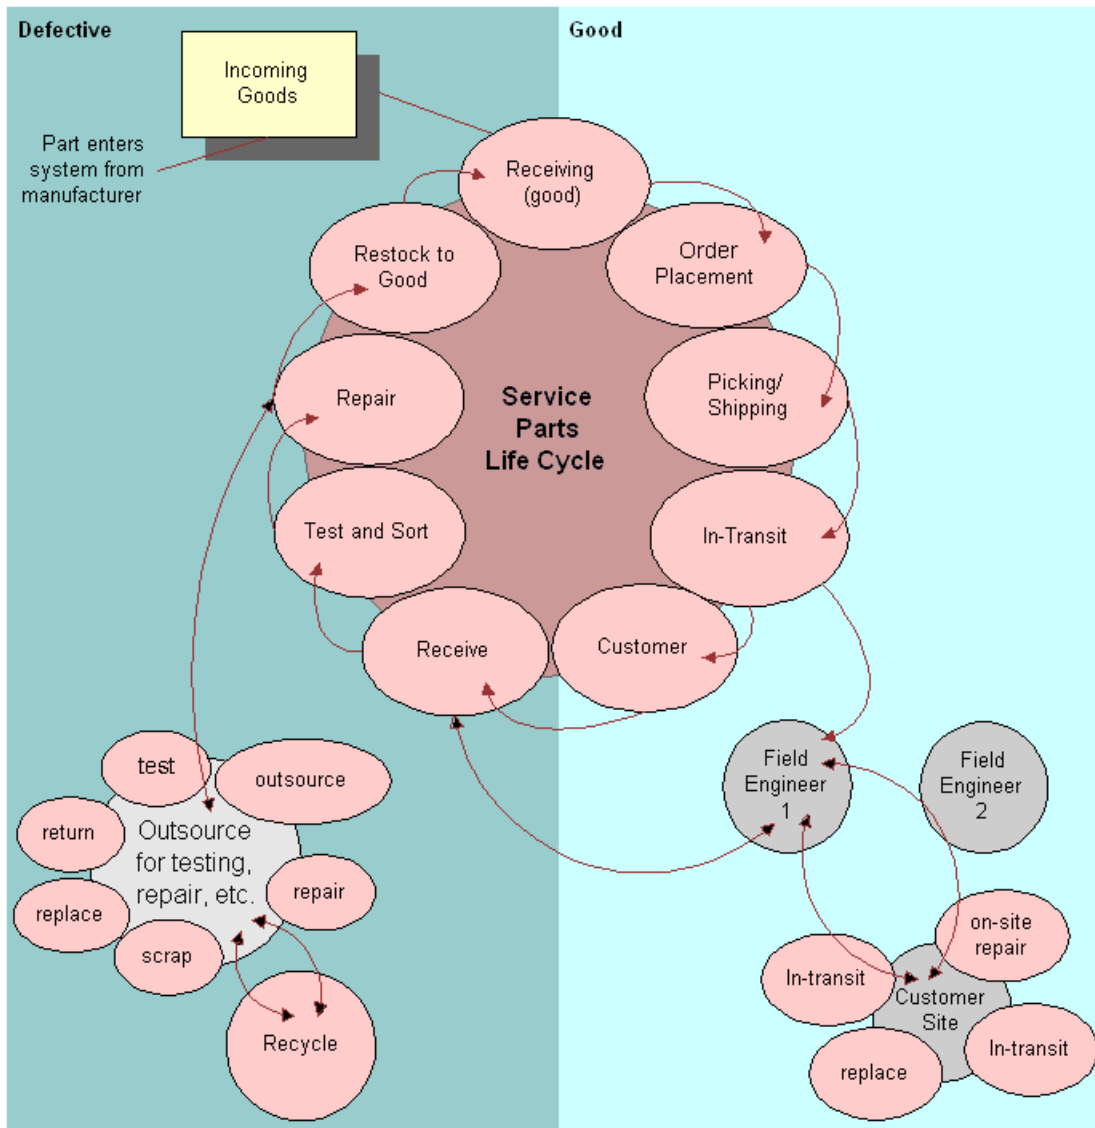 Defective
Good
Incoming
Goods
Part enters
system from
manufacturer
Receiving
(good)
Restock to
Good
Order
Placement
Repair
Picking/
Shipping
Service
Parts
Life Cycle
Test and Sort
In-Transit
Receive
Customer
test
outsource
return
Outsource
for testing,
repair, etc.
replace
repair
scrap
Recycle
Field
Engineer
1
Field
Engineer
2
on-site
repair
In-transit
Customer
Site
In-transit
replace